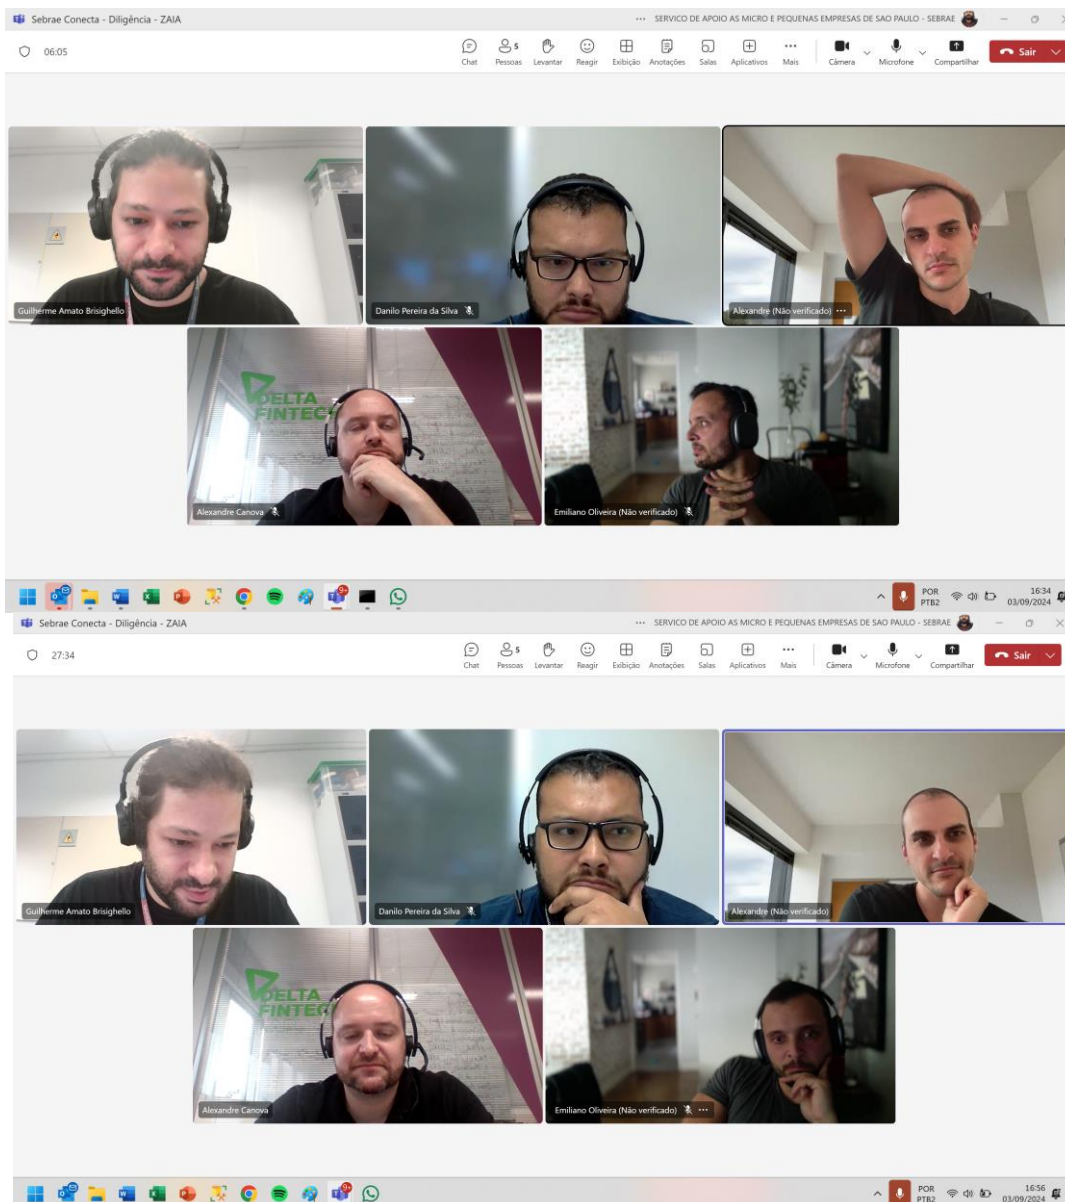 Sebrae Conecta - Diligência - ZAIA
SERVICO DE APOIO AS MICRO E PEQUENAS EMPRESAS DE SAO PAULO - SEBRAE
06:05
Chat
5
Pessoas
Levantar
Reagir
Exibição
Anotações
Salas
Aplicativos
Mais
Câmera
Microfone
Compartilhar
Sair
Guilherme Amato Brisighello
Danilo Pereira da Silva
Alexandre (Não verificado)
DELTA
FINTEC
Alexandre Canova
Emiliano Oliveira (Não verificado)
9+
POR
PTB2
16:34
03/09/2024
Sebrae Conecta - Diligência - ZAIA
SERVICO DE APOIO AS MICRO E PEQUENAS EMPRESAS DE SAO PAULO - SEBRAE
27:34
Chat
5
Pessoas
Levantar
Reagir
Exibição
Anotações
Salas
Aplicativos
Mais
Câmera
Microfone
Compartilhar
Sair
Guilherme Amato Brisighello
Danilo Pereira da Silva
Alexandre (Não verificado)
DELTA
FINTEC
Alexandre Canova
Emiliano Oliveira (Não verificado)
9+
POR
PTB2
16:56
03/09/2024